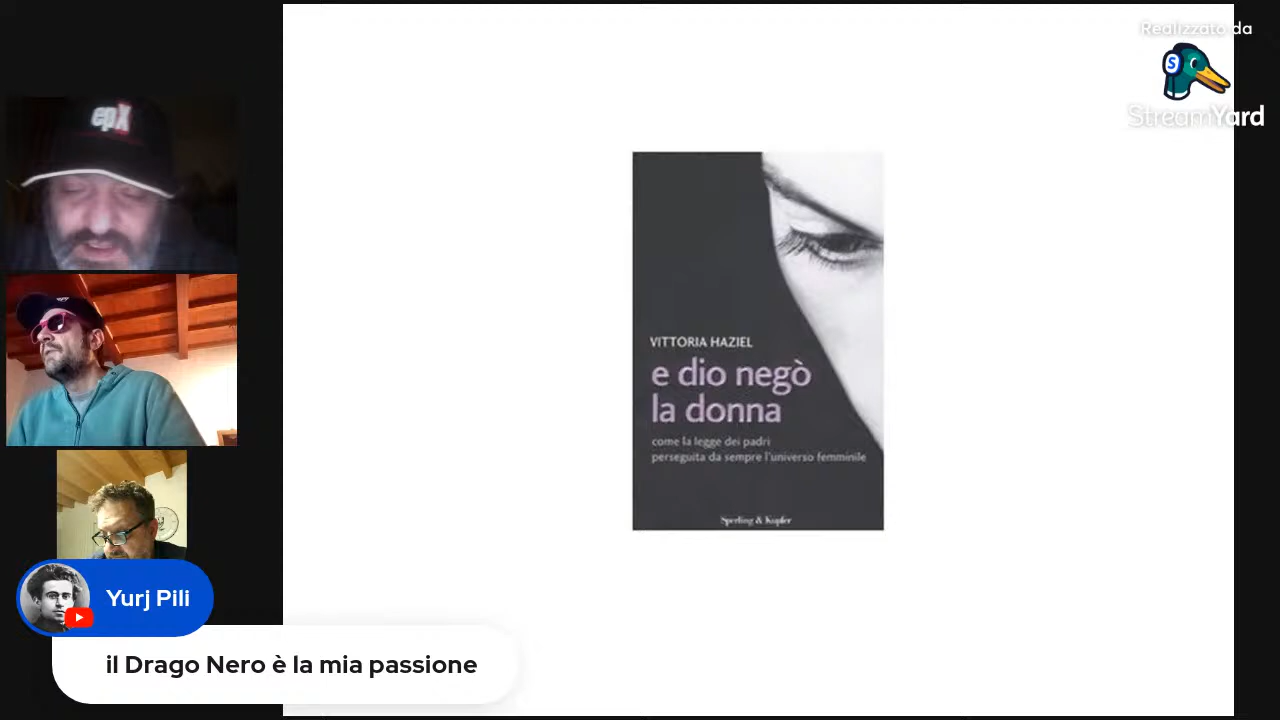 Realizzato da
StreamYard
epX
VITTORIA HAZIEL
e dio negò
la donna
come la legge dei padri
perseguita da sempre l'universo femminile
Sperling & Kupfer
Yurj Pili
il Drago Nero è la mia passione